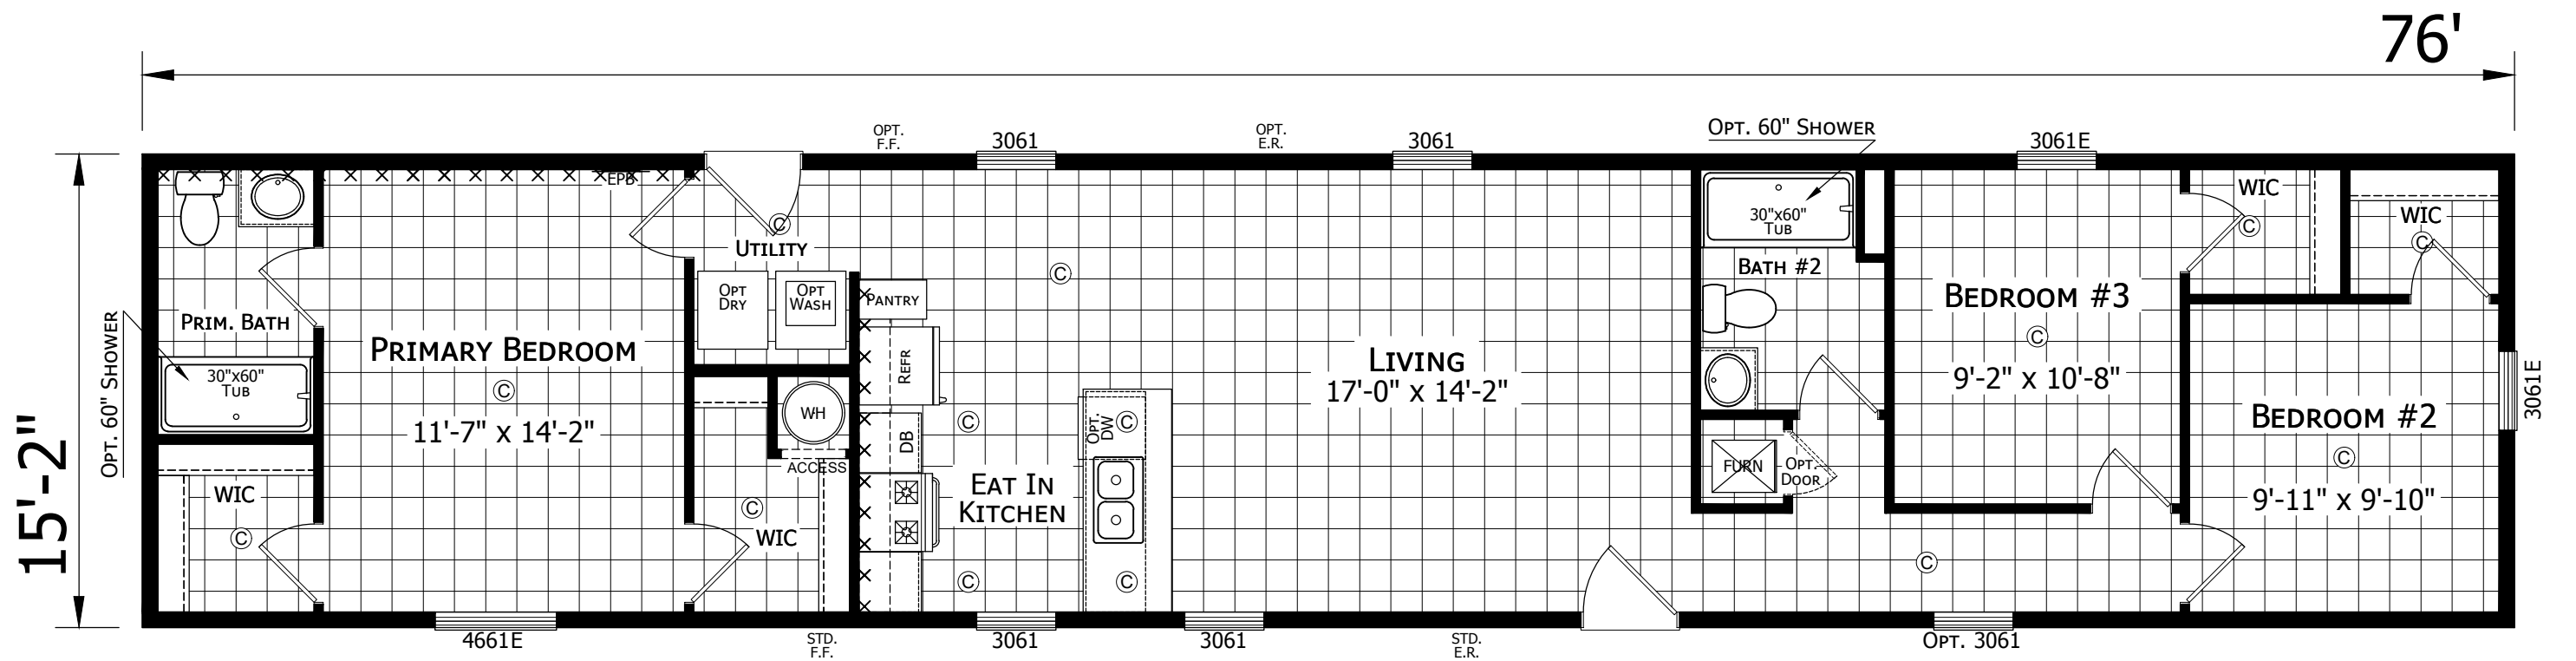 76'
15'-2"
OPT.
F.F.
3061
OPT.
E.R.
3061
OPT. 60" SHOWER
3061E
EPB
C
UTILITY
OPT
DRY
OPT
WASH
PANTRY
REFR
DB
WH
ACCESS
C
WIC
OPT. 60" SHOWER
PRIM. BATH
30"x60"
TUB
WIC
C
PRIMARY BEDROOM
C
11'-7" x 14'-2"
C
C
EAT IN
KITCHEN
C
OPT.
DW
C
C
LIVING
17'-0" x 14'-2"
30"x60"
TUB
BATH #2
FURN
OPT.
DOOR
BEDROOM #3
C
9'-2" x 10'-8"
C
WIC
C
WIC
C
BEDROOM #2
C
9'-11" x 9'-10"
3061E
4661E
STD.
F.F.
3061
3061
STD.
E.R.
OPT. 3061